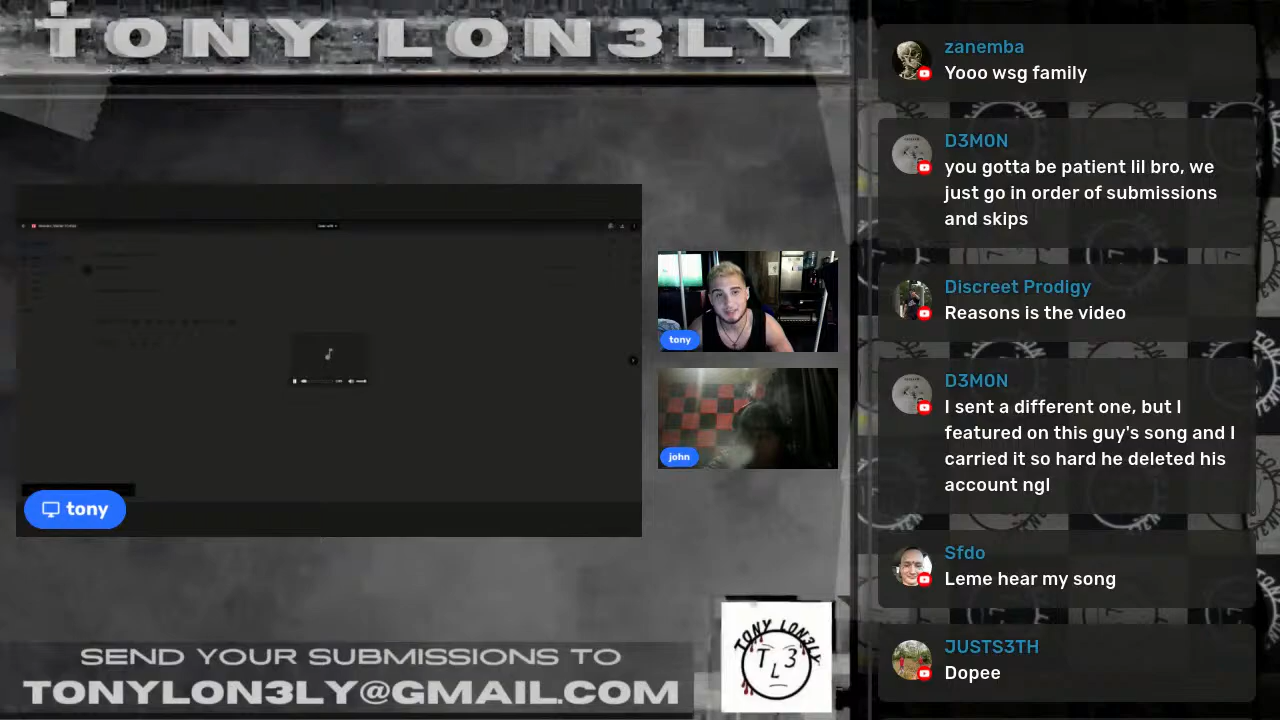 TONY LON3LY
tony
tony
john
SEND YOUR SUBMISSIONS TO
TONYLON3LY@GMAIL.COM
TONY LON3LY
TL3
zanemba
Yooo wsg family
D3MON
you gotta be patient lil bro, we
just go in order of submissions
and skips
Discreet Prodigy
Reasons is the video
D3MON
I sent a different one, but I
featured on this guy's song and I
carried it so hard he deleted his
account ngl
Sfdo
Leme hear my song
JUSTS3TH
Dopee